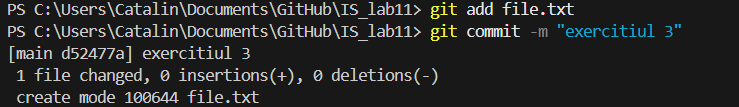 PS C:\Users\Catalin\Documents\GitHub\IS_lab11> git add file.txt
PS C:\Users\Catalin\Documents\GitHub\IS_lab11> git commit -m "exercitiul 3"
[main d52477a] exercitiul 3
 1 file changed, 0 insertions(+), 0 deletions(-)
 create mode 100644 file.txt